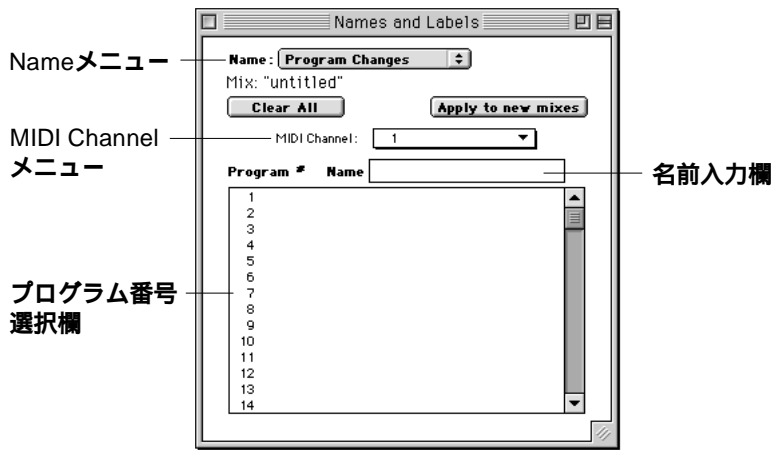 Names and Labels
Nameメニュー
Name: Program Changes
Mix: "untitled"
Clear All
Apply to new mixes
MIDI Channel
メニュー
MIDI Channel: 1
Program # Name
名前入力欄
1
2
3
4
5
6
プログラム番号
選択欄
7
8
9
10
11
12
13
14